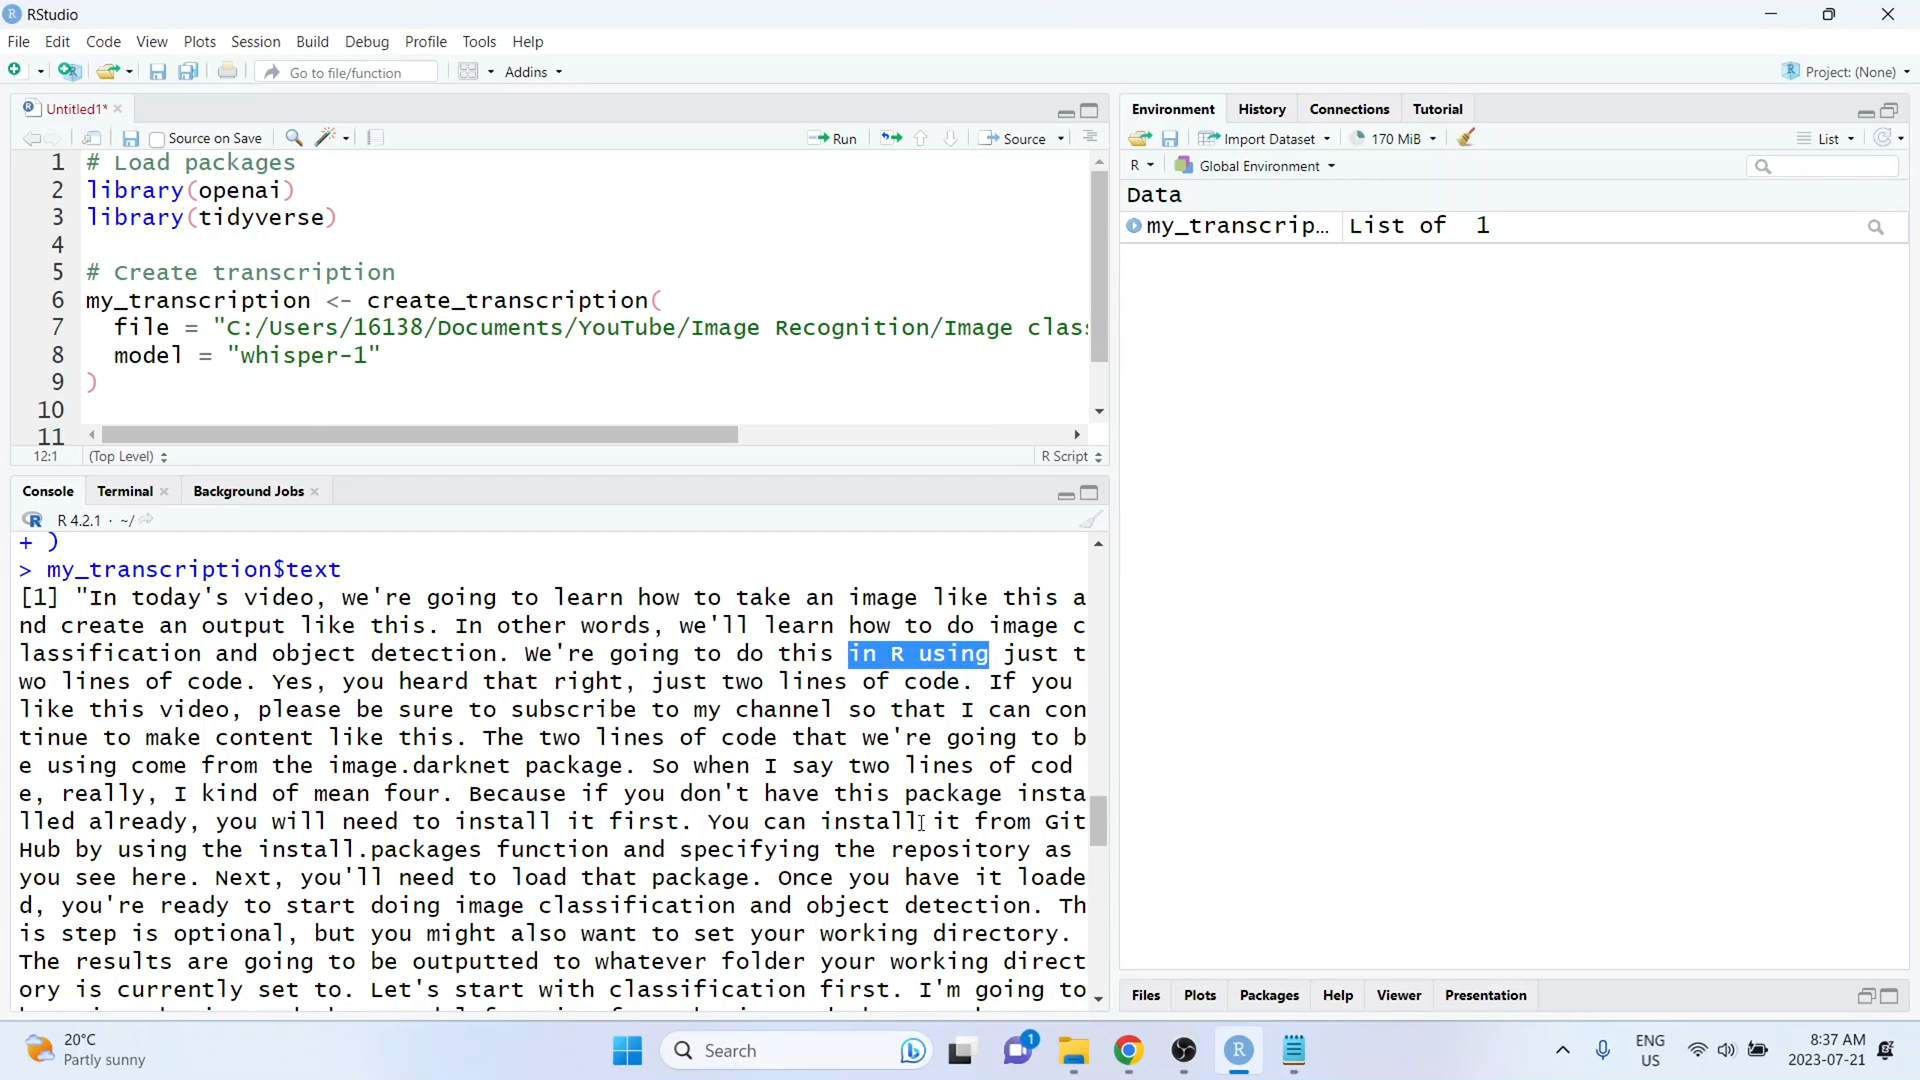 RStudio
File Edit Code View Plots Session Build Debug Profile Tools Help
Go to file/function Addins Project: (None)
Untitled1*
Source on Save Run Source
1 # Load packages
2 library(openai)
3 library(tidyverse)
4
5 # Create transcription
6 my_transcription <- create_transcription(
7 file = "C:/Users/16138/Documents/YouTube/Image Recognition/Image clas
8 model = "whisper-1"
9 )
10
11
12:1 (Top Level) R Script
Console Terminal Background Jobs
R 4.2.1 · ~/
+ )
> my_transcription$text
[1] "In today's video, we're going to learn how to take an image like this a
nd create an output like this. In other words, we'll learn how to do image c
lassification and object detection. We're going to do this in R using just t
wo lines of code. Yes, you heard that right, just two lines of code. If you
like this video, please be sure to subscribe to my channel so that I can con
tinue to make content like this. The two lines of code that we're going to b
e using come from the image.darknet package. So when I say two lines of cod
e, really, I kind of mean four. Because if you don't have this package insta
lled already, you will need to install it first. You can install it from Git
Hub by using the install.packages function and specifying the repository as
you see here. Next, you'll need to load that package. Once you have it loade
d, you're ready to start doing image classification and object detection. Th
is step is optional, but you might also want to set your working directory.
The results are going to be outputted to whatever folder your working direct
ory is currently set to. Let's start with classification first. I'm going to
Environment History Connections Tutorial
Import Dataset 170 MiB List
R Global Environment
Data
my_transcrip… List of 1
Files Plots Packages Help Viewer Presentation
20°C
Partly sunny
Search
1
ENG
US
8:37 AM
2023-07-21